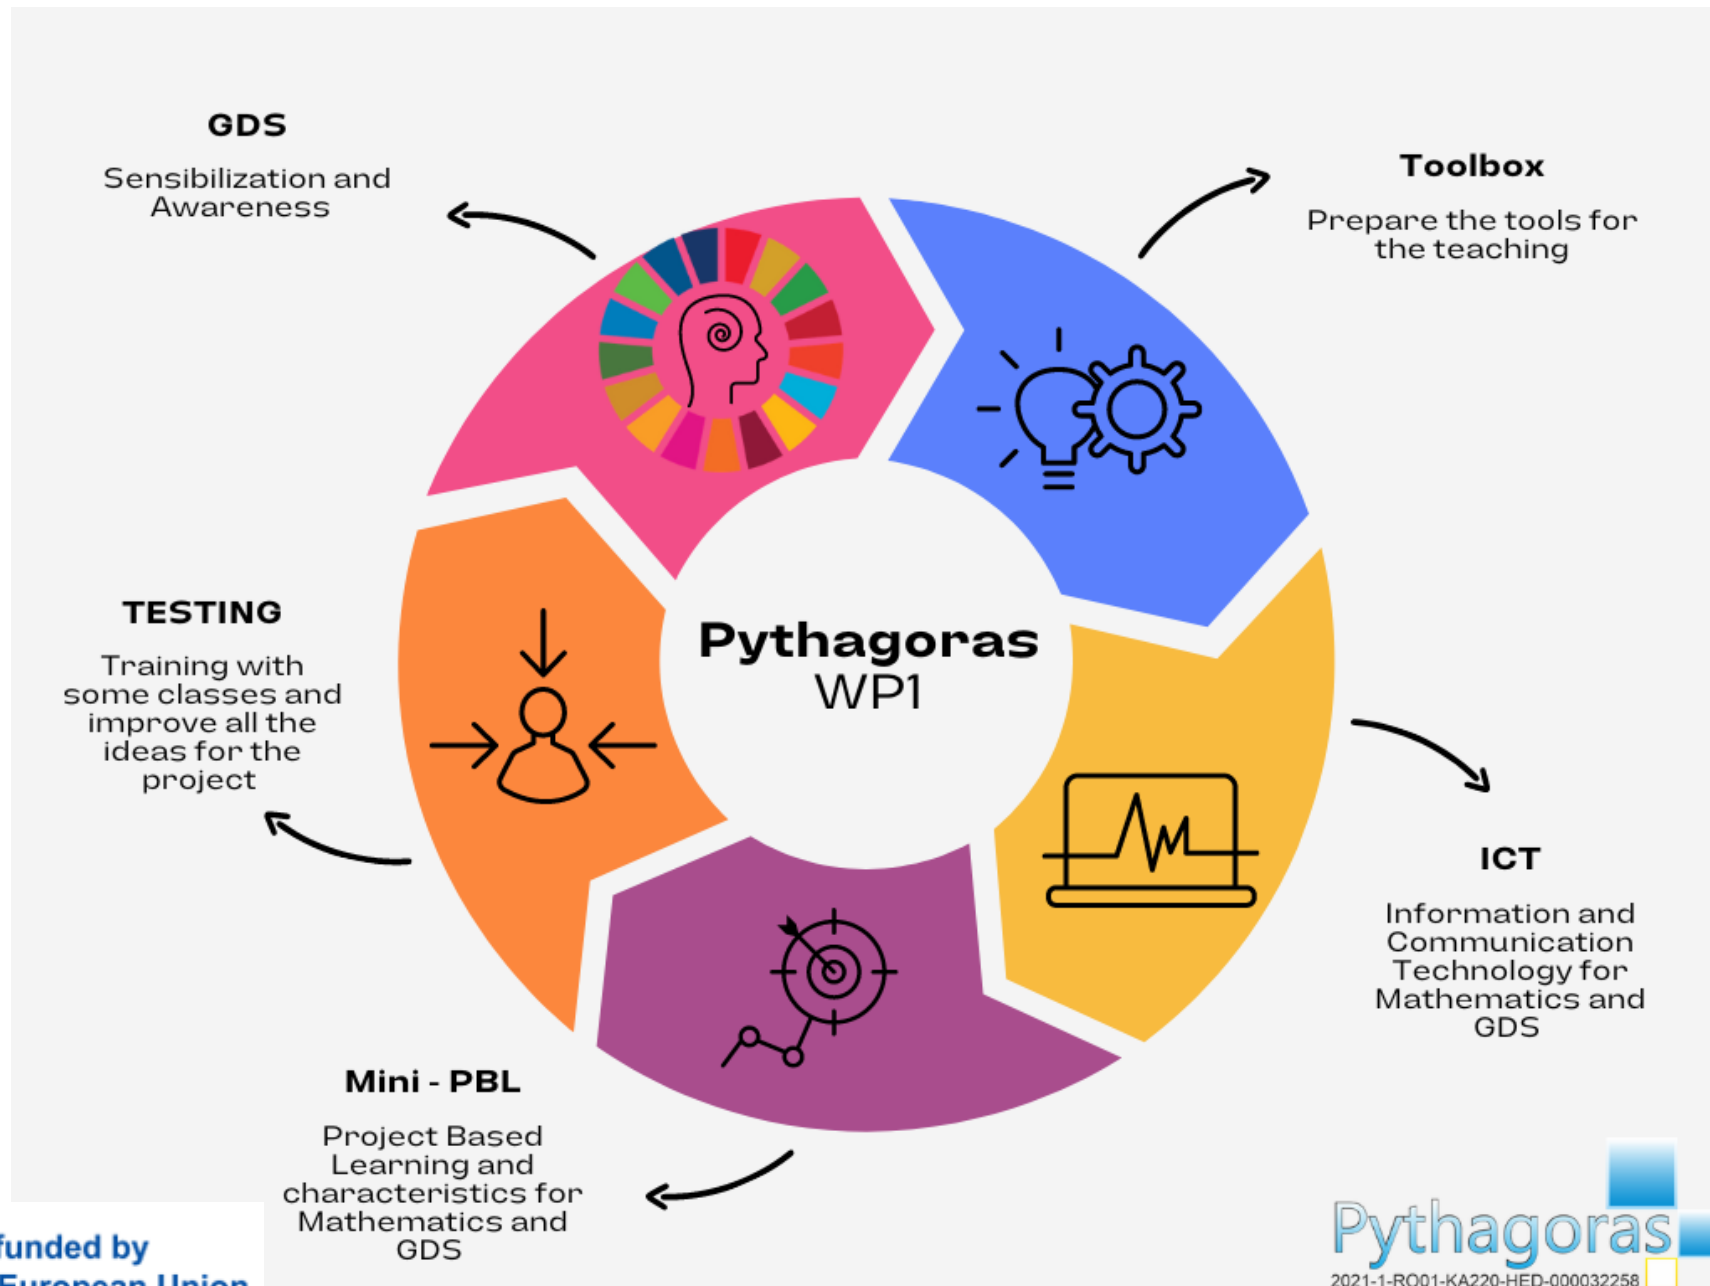 GDS
Sensibilization and
Awareness
Toolbox
Prepare the tools for
the teaching
TESTING
Training with
some classes and
improve all the
ideas for the
project
Pythagoras
WP1
ICT
Information and
Communication
Technology for
Mathematics and
GDS
Mini - PBL
Project Based
Learning and
characteristics for
Mathematics and
GDS
funded by
European Union
Pythagoras
2021-1-RO01-KA220-HED-000032258